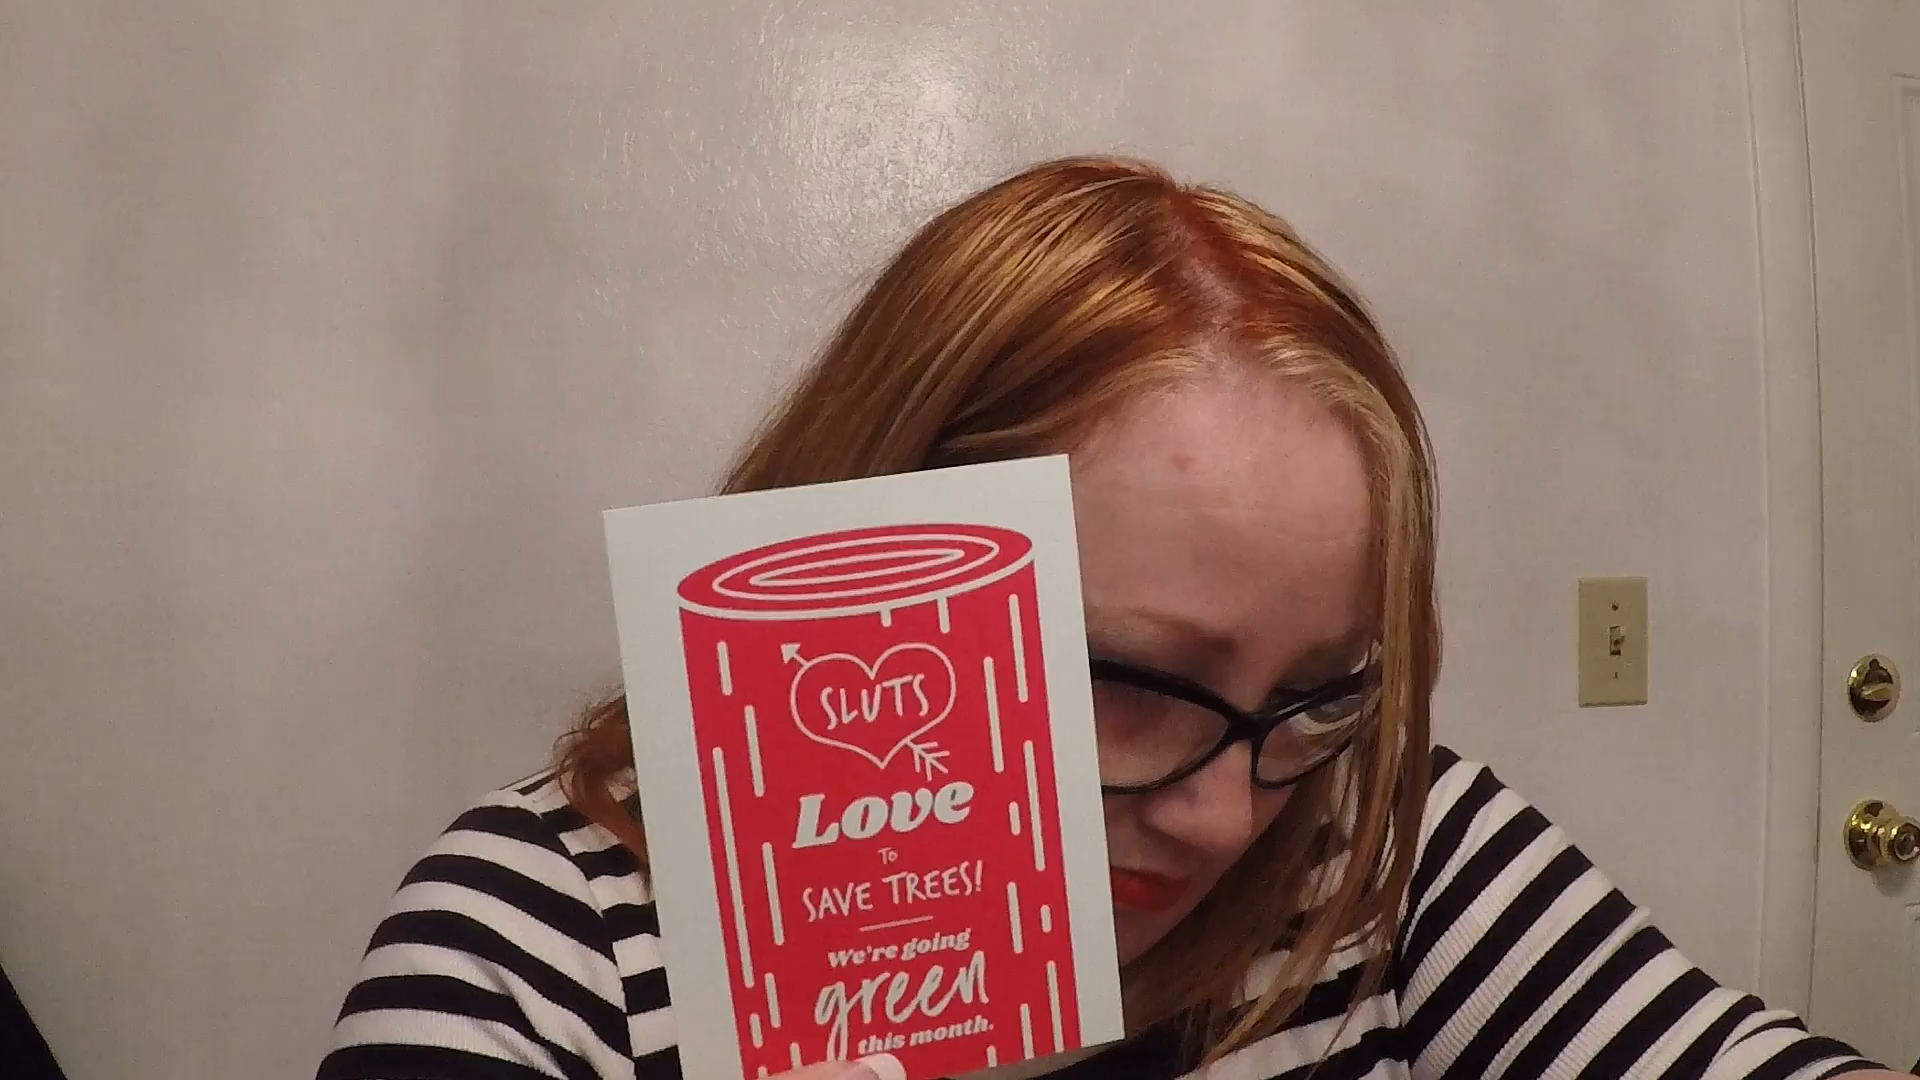 SLUTS
Love
TO
SAVE TREES!
We're going
green
this month.